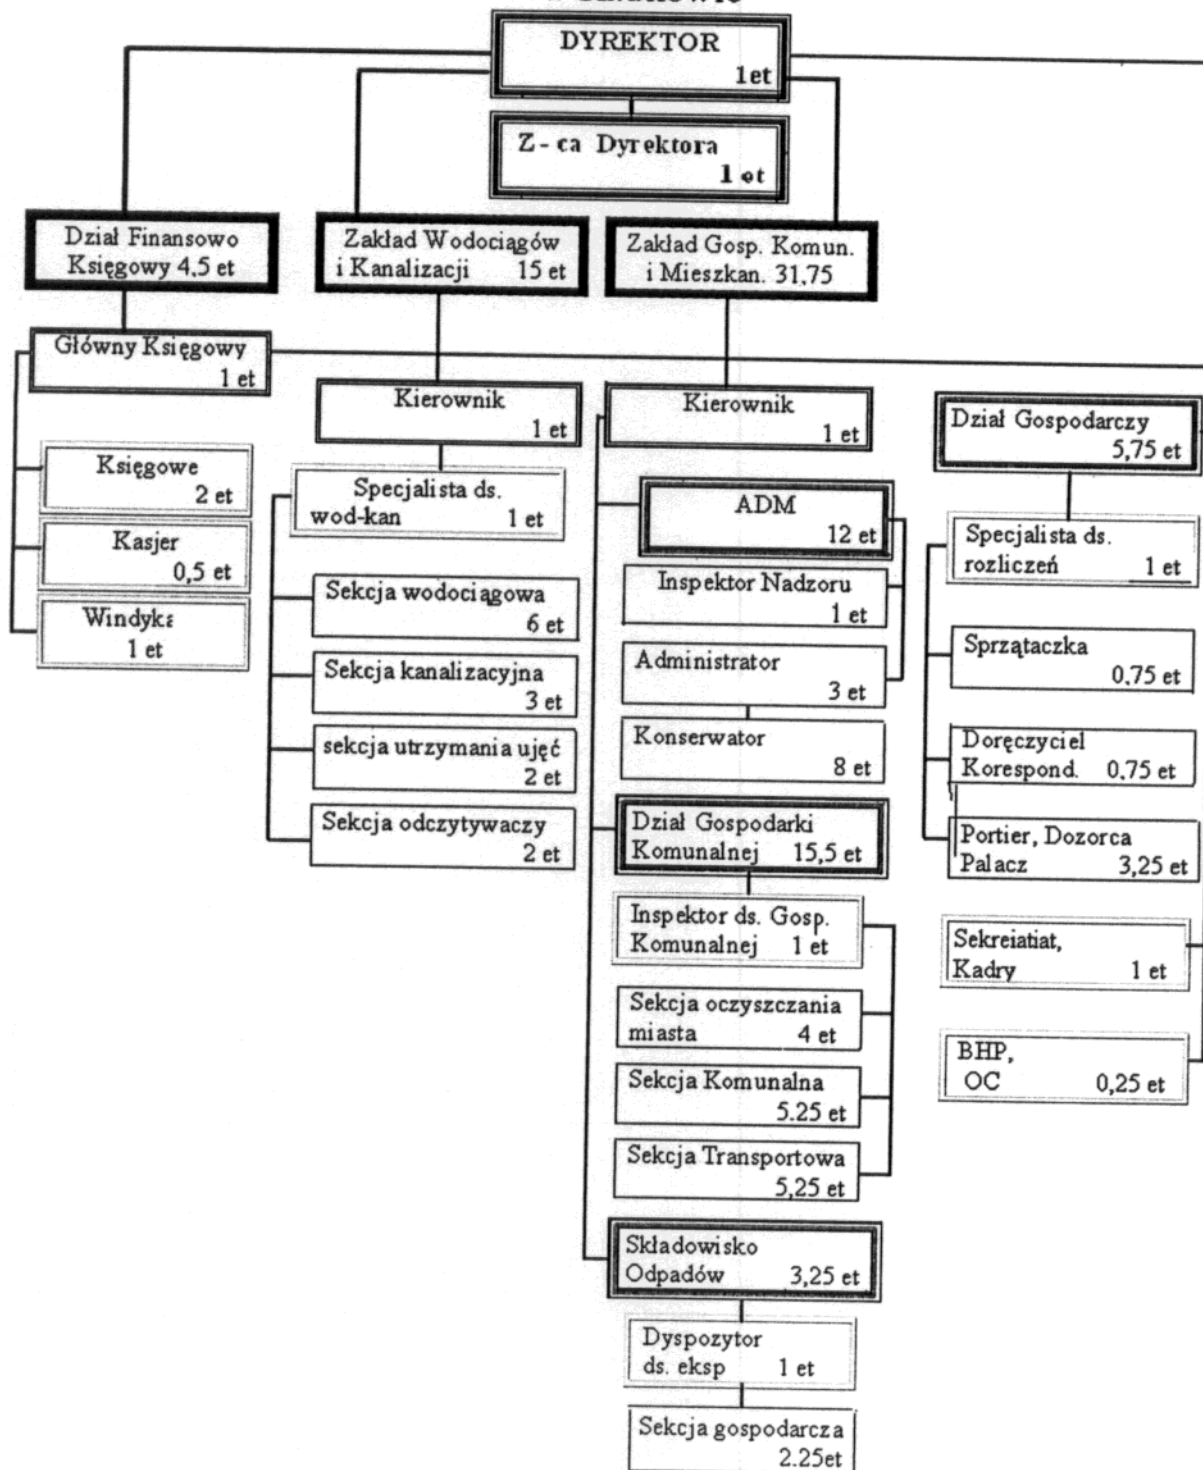 DYREKTOR
1et
Z - ca Dyrektora
1 et
Dział Finansowo
Księgowy 4,5 et
Zakład Wodociągów
i Kanalizacji 15 et
Zakład Gosp. Komun.
i Mieszkan. 31,75
Główny Księgowy
1 et
Księgowe
2 et
Kasjer
0,5 et
Windyka
1 et
Kierownik
1 et
Specjalista ds.
wod-kan 1 et
Sekcja wodociągowa
6 et
Sekcja kanalizacyjna
3 et
sekcja utrzymania ujęć
2 et
Sekcja odczytywaczy
2 et
Kierownik
1 et
ADM
12 et
Inspektor Nadzoru
1 et
Administrator
3 et
Konserwator
8 et
Dział Gospodarki
Komunalnej 15,5 et
Inspektor ds. Gosp.
Komunalnej 1 et
Sekcja oczyszczania
miasta 4 et
Sekcja Komunalna
5.25 et
Sekcja Transportowa
5,25 et
Składowisko
Odpadów 3,25 et
Dyspozytor
ds. eksp 1 et
Sekcja gospodarcza
2.25et
Dział Gospodarczy
5,75 et
Specjalista ds.
rozliczeń 1 et
Sprzątaczka
0,75 et
Doręczyciel
Korespond. 0,75 et
Portier, Dozorca
Palacz 3,25 et
Sekreiatiat,
Kadry 1 et
BHP,
OC 0,25 et